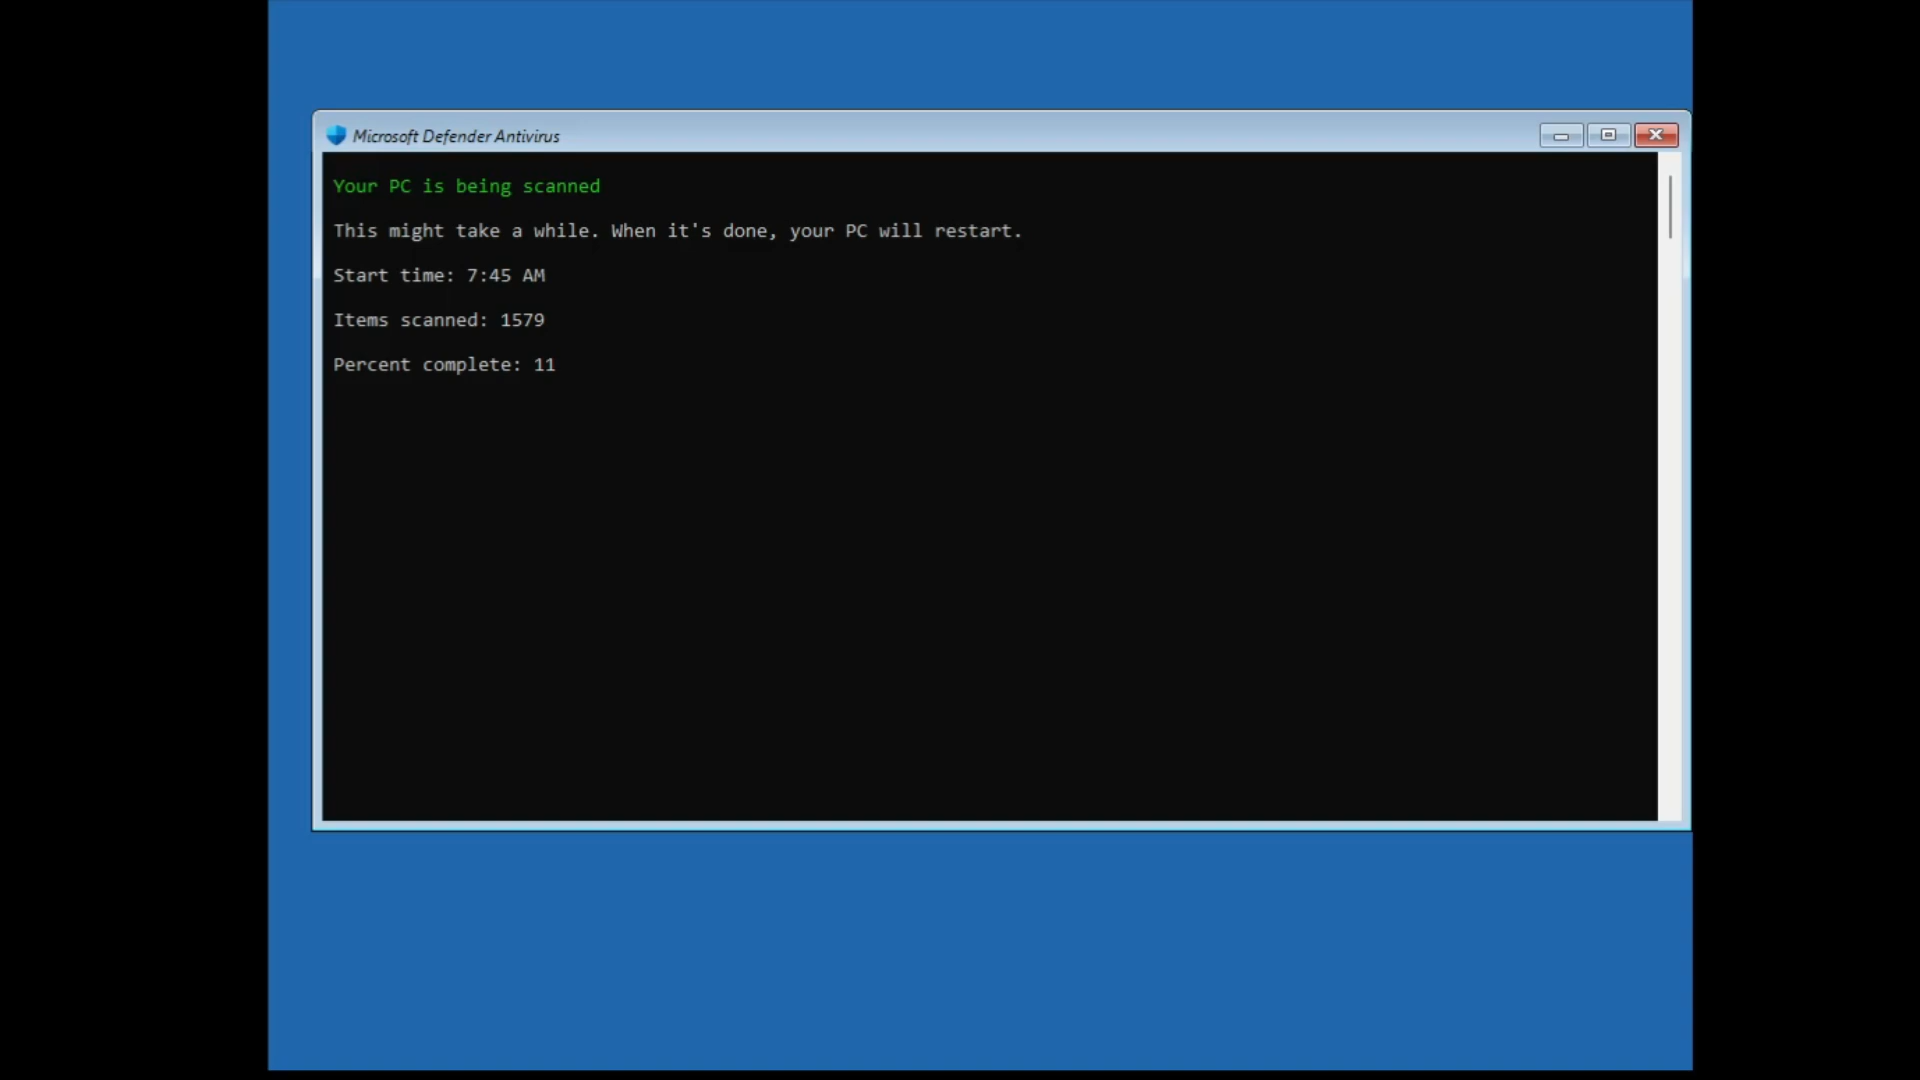 Microsoft Defender Antivirus
Your PC is being scanned
This might take a while. When it's done, your PC will restart.
Start time: 7:45 AM
Items scanned: 1579
Percent complete: 11